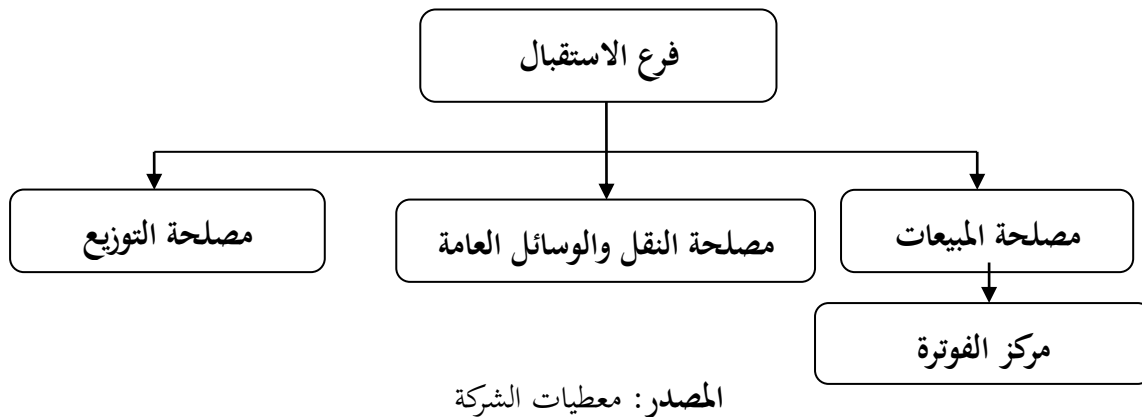 فرع الاستقبال
مصلحة المبيعات
مصلحة النقل والوسائل العامة
مصلحة التوزيع
مركز الفوترة
المصدر: معطيات الشركة